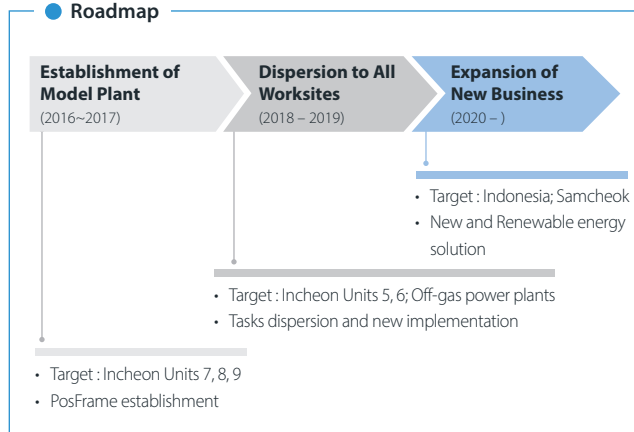 Roadmap
Establishment of
Model Plant
(2016~2017)
Dispersion to All
Worksites
(2018 – 2019)
Expansion of
New Business
(2020 – )
• Target : Indonesia; Samcheok
• New and Renewable energy
solution
• Target : Incheon Units 5, 6; Off-gas power plants
• Tasks dispersion and new implementation
• Target : Incheon Units 7, 8, 9
• PosFrame establishment